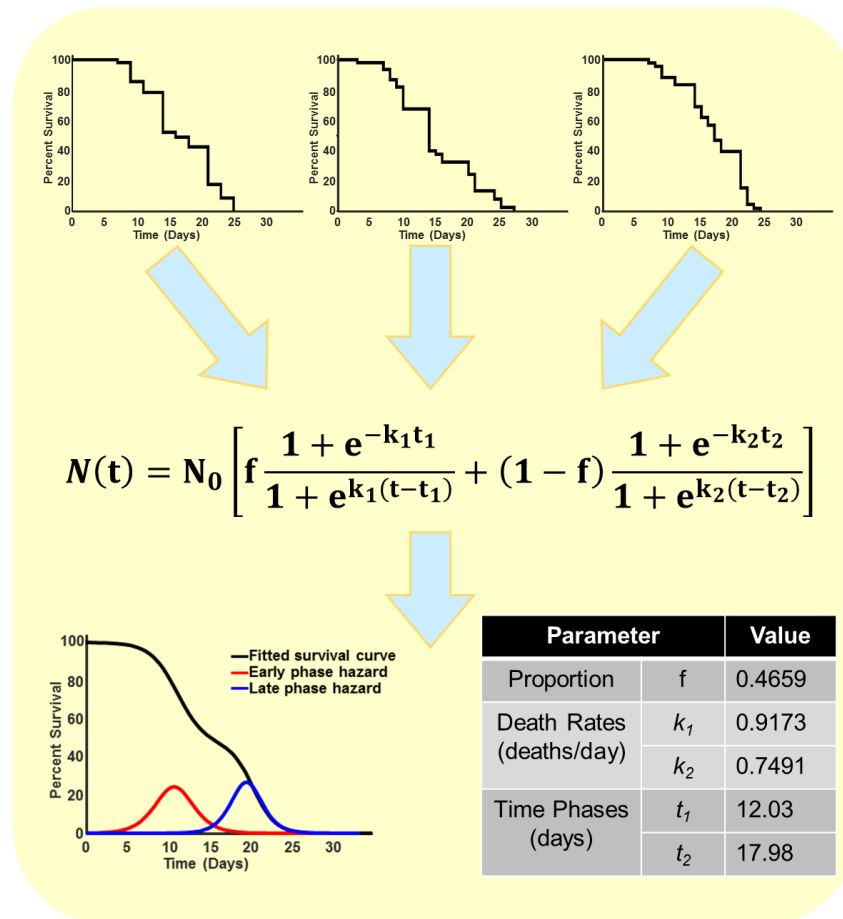 100
80
60
40
20
0
Percent Survival
0 5 10 15 20 25 30
Time (Days)
100
80
60
40
20
0
Percent Survival
0 5 10 15 20 25 30
Time (Days)
100
80
60
40
20
0
Percent Survival
0 5 10 15 20 25 30
Time (Days)
N(t) = N₀ [ f (1 + e^(-k₁t₁))/(1 + e^(k₁(t-t₁))) + (1 - f) (1 + e^(-k₂t₂))/(1 + e^(k₂(t-t₂))) ]
100
80
60
40
20
0
Percent Survival
0 5 10 15 20 25 30
Time (Days)
Fitted survival curve
Early phase hazard
Late phase hazard
Parameter Value
Proportion f 0.4659
Death Rates
(deaths/day)
k₁ 0.9173
k₂ 0.7491
Time Phases
(days)
t₁ 12.03
t₂ 17.98